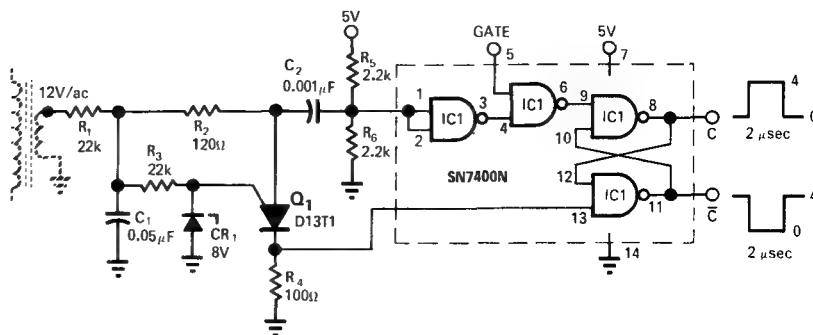 12V/ac
R1
22k
R2
120Ω
R3
22k
C1
0.05µF
CR1
8V
Q1
D13T1
R4
100Ω
C2
0.001µF
5V
R5
2.2k
R6
2.2k
GATE
5
5V
7
1
2
IC1
3
4
IC1
6
9
10
IC1
8
C
SN7400N
12
13
IC1
11
C̅
14
4
0
2 µsec
4
0
2 µsec